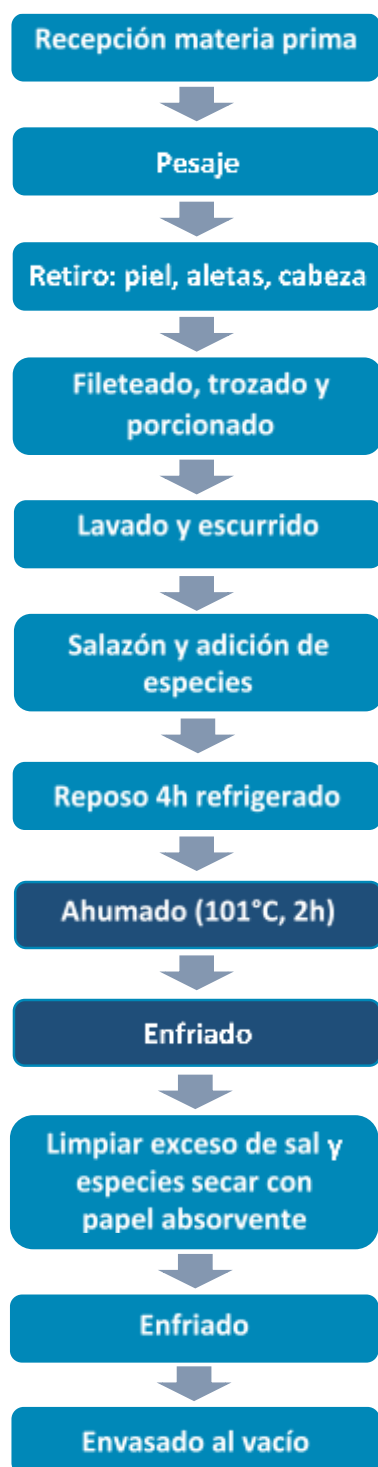 Recepción materia prima
Pesaje
Retiro: piel, aletas, cabeza
Fileteado, trozado y
porcionado
Lavado y escurrido
Salazón y adición de
especies
Reposo 4h refrigerado
Ahumado (101°C, 2h)
Enfriado
Limpiar exceso de sal y
especies secar con
papel absorvente
Enfriado
Envasado al vacío